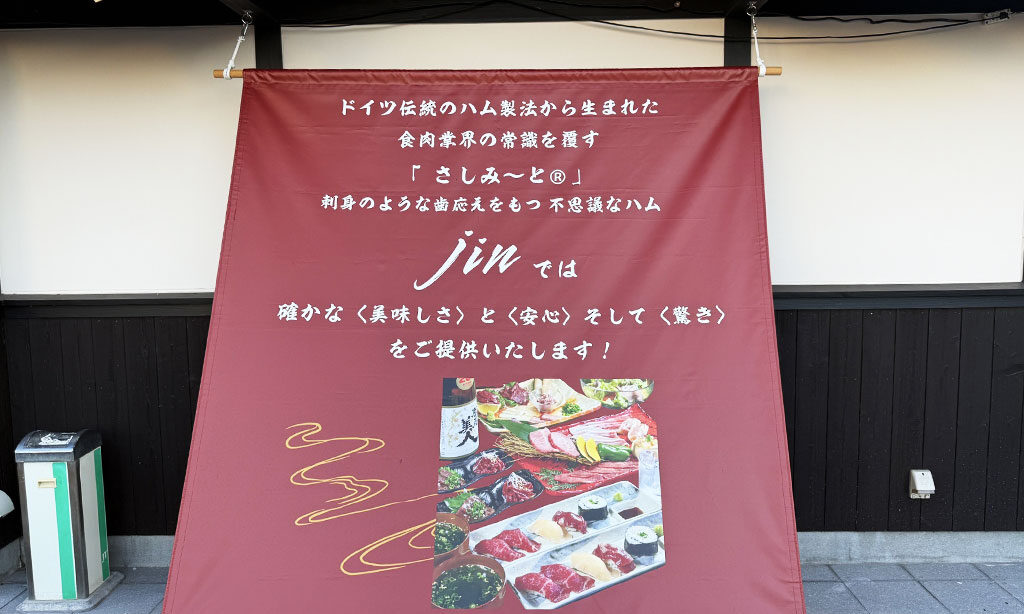 ドイツ伝統のハム製法から生まれた
食肉業界の常識を覆す
「さしみ～と®」
刺身のような歯応えをもつ 不思議なハム
jin では
確かな〈美味しさ〉と〈安心〉そして〈驚き〉
をご提供いたします！
美人